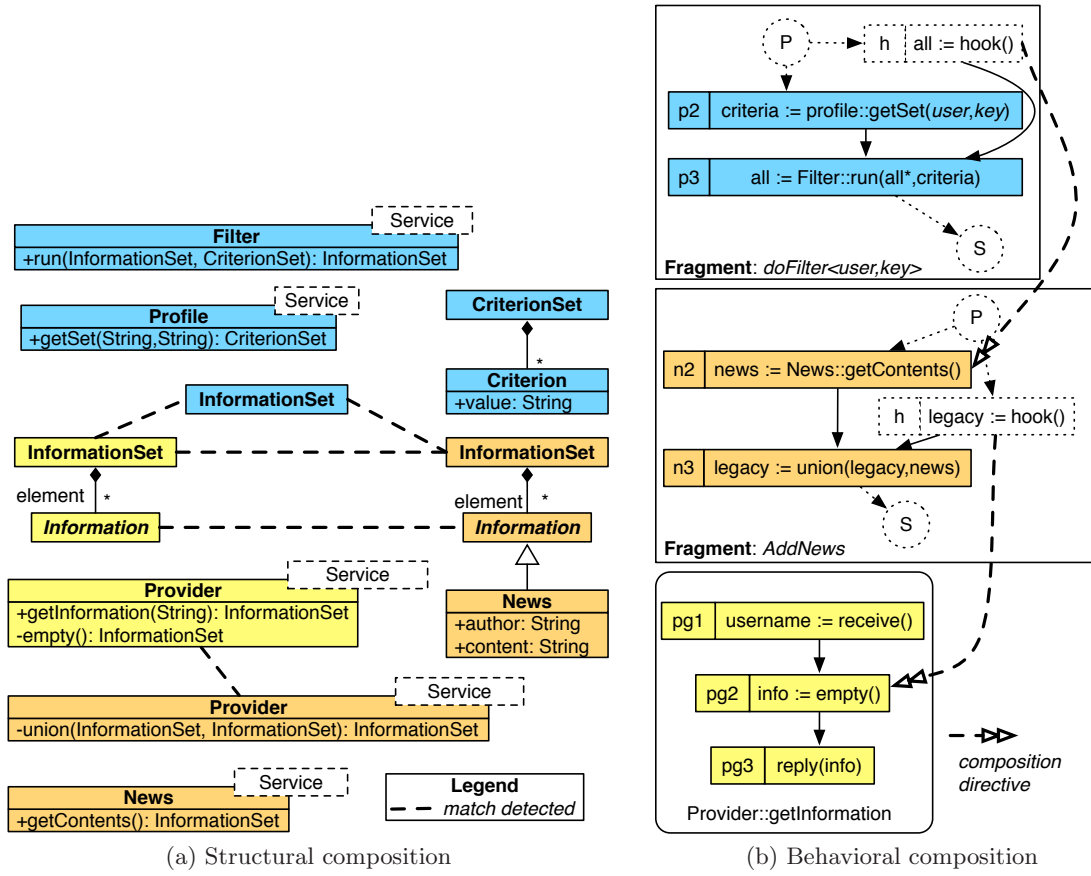 Service
Filter
+run(InformationSet, CriterionSet): InformationSet
Service
Profile
+getSet(String,String): CriterionSet
CriterionSet
*
Criterion
+value: String
InformationSet
InformationSet
InformationSet
element *
element *
Information
Information
Service
Provider
+getInformation(String): InformationSet
-empty(): InformationSet
News
+author: String
+content: String
Service
Provider
-union(InformationSet, InformationSet): InformationSet
Service
News
+getContents(): InformationSet
Legend
match detected
(a) Structural composition
P
h all := hook()
p2 criteria := profile::getSet(user,key)
p3 all := Filter::run(all*,criteria)
S
Fragment: doFilter<user,key>
P
n2 news := News::getContents()
h legacy := hook()
n3 legacy := union(legacy,news)
S
Fragment: AddNews
pg1 username := receive()
pg2 info := empty()
pg3 reply(info)
Provider::getInformation
composition
directive
(b) Behavioral composition